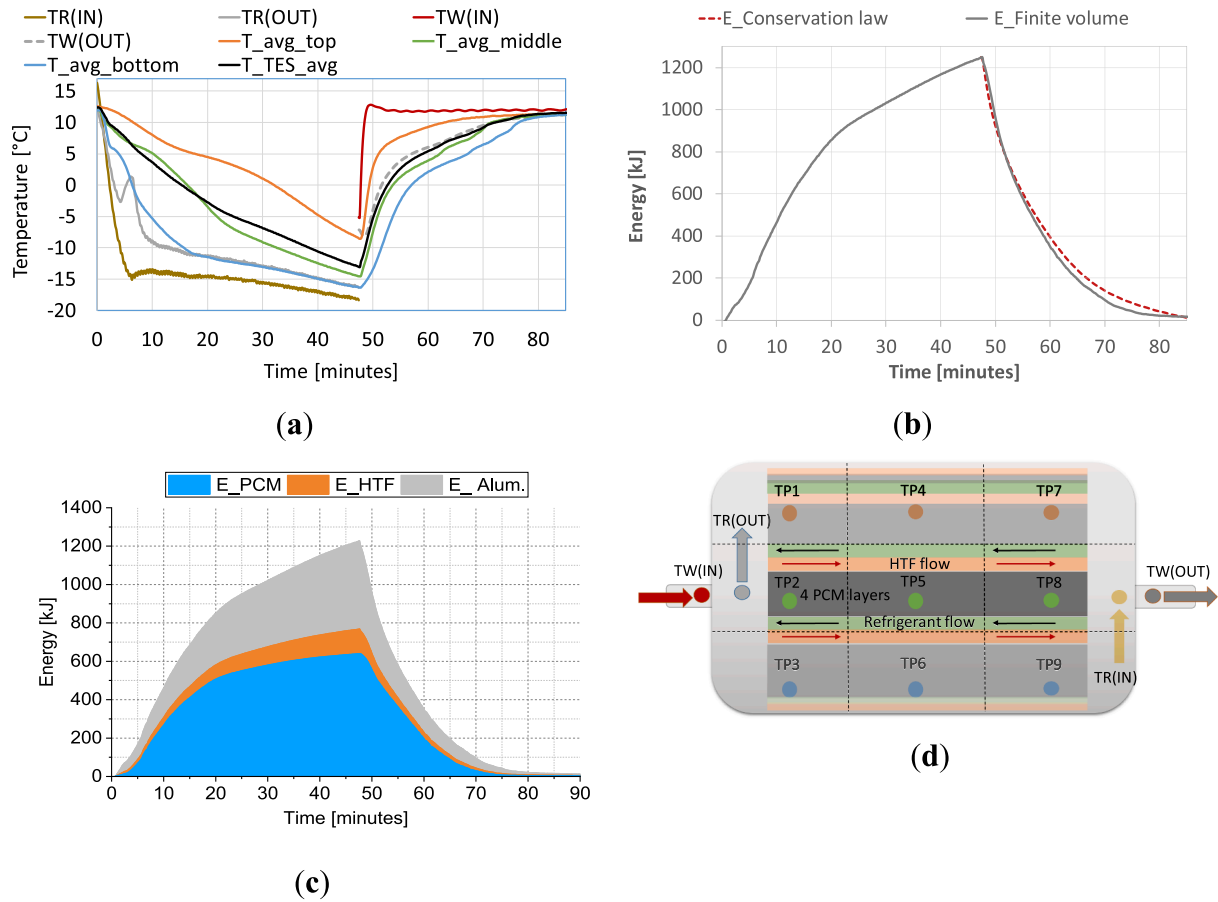 TR(IN) TR(OUT) TW(IN)
TW(OUT) T_avg_top T_avg_middle
T_avg_bottom T_TES_avg
15
10
5
0
-5
-10
-15
-20
Temperature [°C]
0 10 20 30 40 50 60 70 80
Time [minutes]
(a)
E_Conservation law E_Finite volume
1200
1000
800
600
400
200
0
Energy [kJ]
0 10 20 30 40 50 60 70 80
Time [minutes]
(b)
E_PCM E_HTF E_ Alum.
1400
1200
1000
800
600
400
200
0
Energy [kJ]
0 10 20 30 40 50 60 70 80 90
Time [minutes]
(c)
TP1 TP4 TP7
TR(OUT)
HTF flow
TW(IN) TW(OUT)
TP2 TP5 TP8
4 PCM layers
Refrigerant flow
TP3 TP6 TP9
TR(IN)
(d)